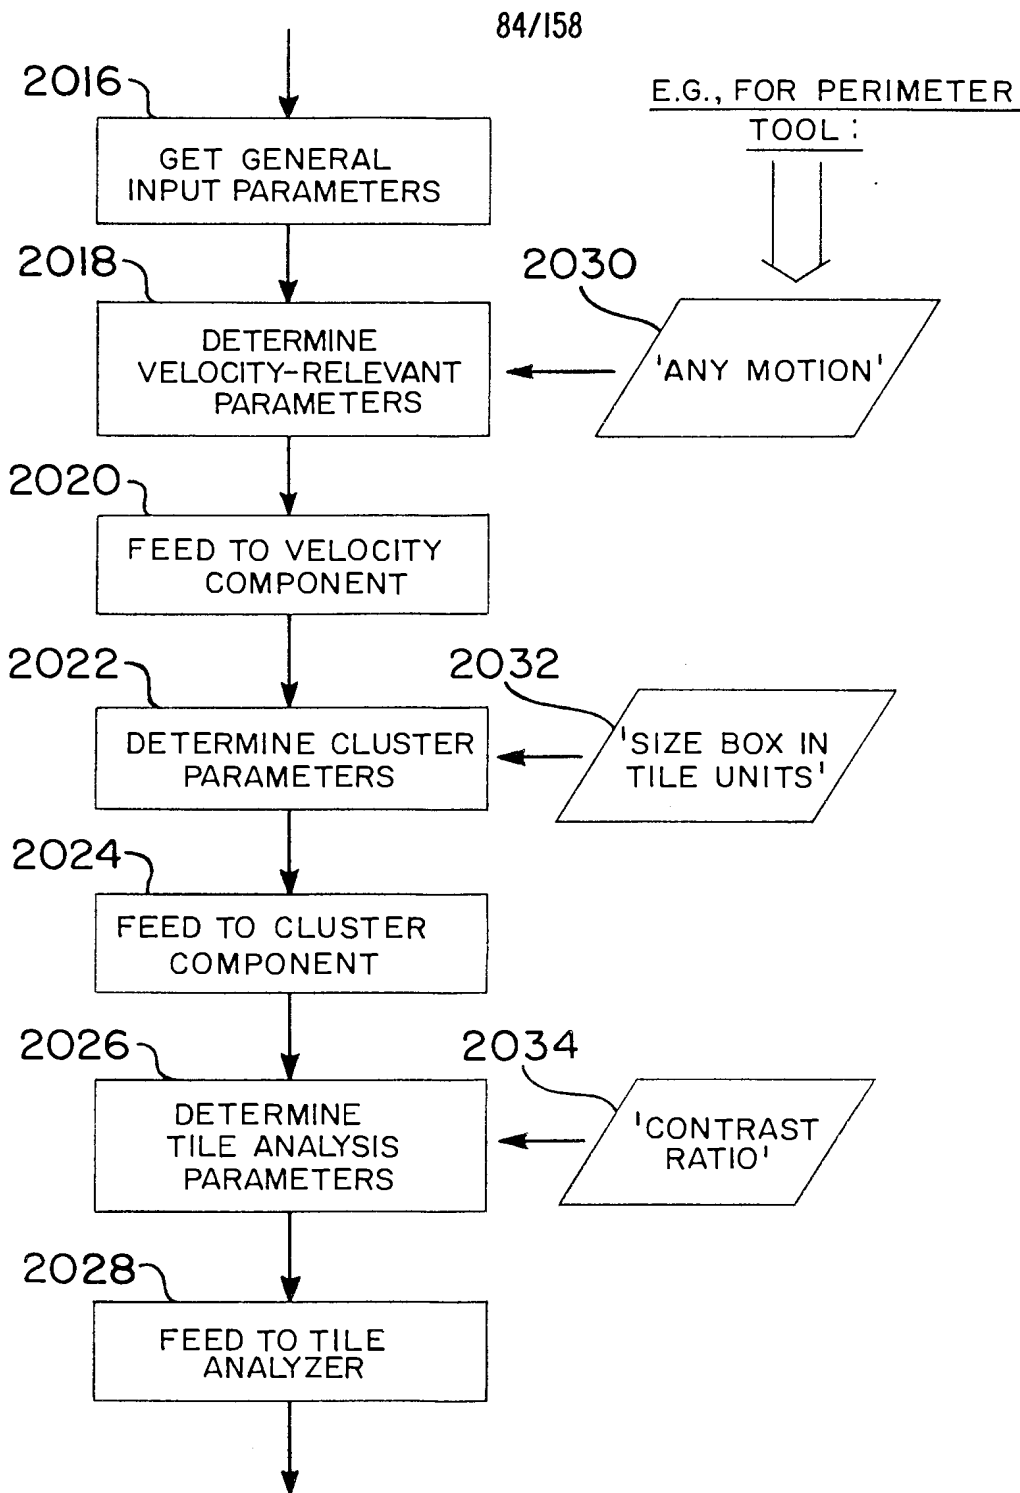 84/158
E.G., FOR PERIMETER
TOOL:
2016
GET GENERAL
INPUT PARAMETERS
2018
DETERMINE
VELOCITY-RELEVANT
PARAMETERS
2030
'ANY MOTION'
2020
FEED TO VELOCITY
COMPONENT
2022
DETERMINE CLUSTER
PARAMETERS
2032
'SIZE BOX IN
TILE UNITS'
2024
FEED TO CLUSTER
COMPONENT
2026
DETERMINE
TILE ANALYSIS
PARAMETERS
2034
'CONTRAST
RATIO'
2028
FEED TO TILE
ANALYZER